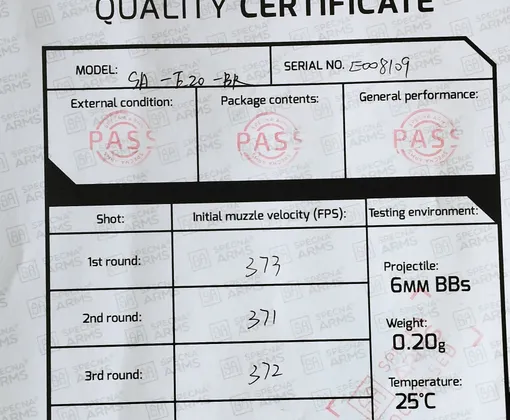 QUALITY CERTIFICATE
MODEL: SA-E20-BR
SERIAL NO. E008109
External condition: Package contents: General performance:
PASS PASS PASS
Shot: Initial muzzle velocity (FPS): Testing environment:
1st round: 373
Projectile:
6MM BBs
2nd round: 371
Weight:
0.20g
3rd round: 372
Temperature:
25°C